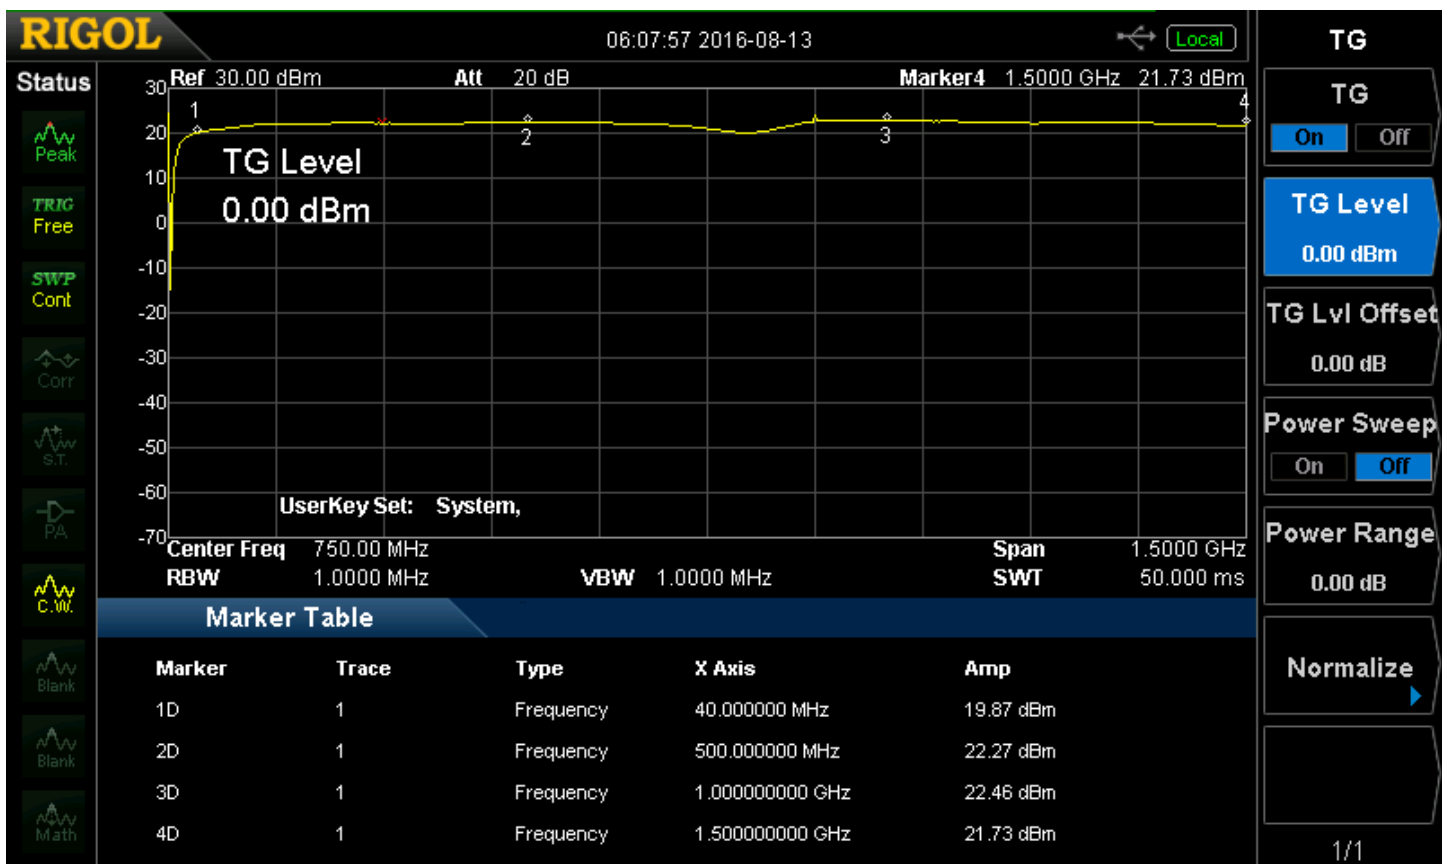 RIGOL 06:07:57 2016-08-13 Local TG
Status
Ref 30.00 dBm Att 20 dB Marker4 1.5000 GHz 21.73 dBm
30
20
10
0
-10
-20
-30
-40
-50
-60
-70
1
2
3
4
TG Level
0.00 dBm
UserKey Set: System,
Center Freq 750.00 MHz Span 1.5000 GHz
RBW 1.0000 MHz VBW 1.0000 MHz SWT 50.000 ms
Peak
TRIG
Free
SWP
Cont
Corr
S.T.
PA
C.W.
Blank
Blank
Math
Marker Table
Marker Trace Type X Axis Amp
1D 1 Frequency 40.000000 MHz 19.87 dBm
2D 1 Frequency 500.000000 MHz 22.27 dBm
3D 1 Frequency 1.000000000 GHz 22.46 dBm
4D 1 Frequency 1.500000000 GHz 21.73 dBm
TG
On Off
TG Level
0.00 dBm
TG Lvl Offset
0.00 dB
Power Sweep
On Off
Power Range
0.00 dB
Normalize
1/1